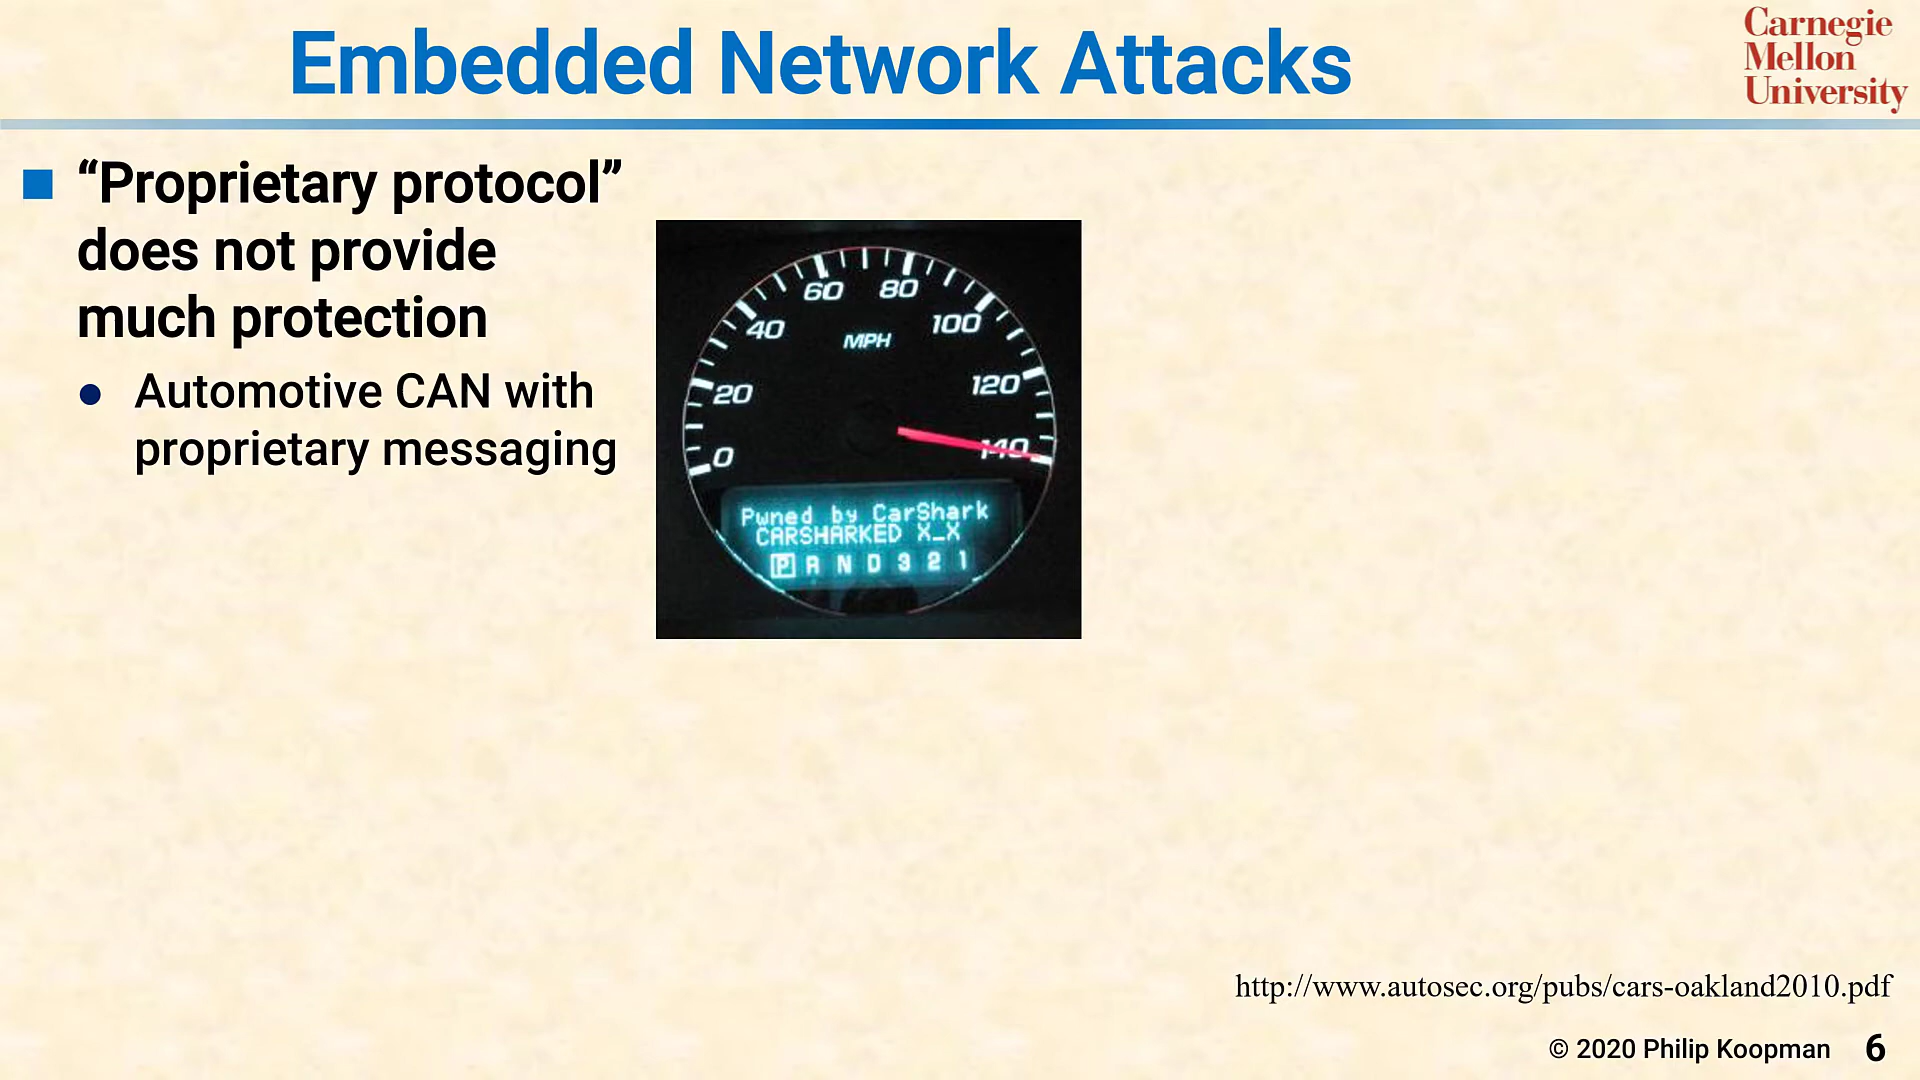 Embedded Network Attacks
Carnegie
Mellon
University
“Proprietary protocol”
does not provide
much protection
Automotive CAN with
proprietary messaging
60 80
40 100
MPH
20 120
0 140
Pwned by CarShark
CARSHARKED X_X
P R N D 3 2 1
http://www.autosec.org/pubs/cars-oakland2010.pdf
© 2020 Philip Koopman 6